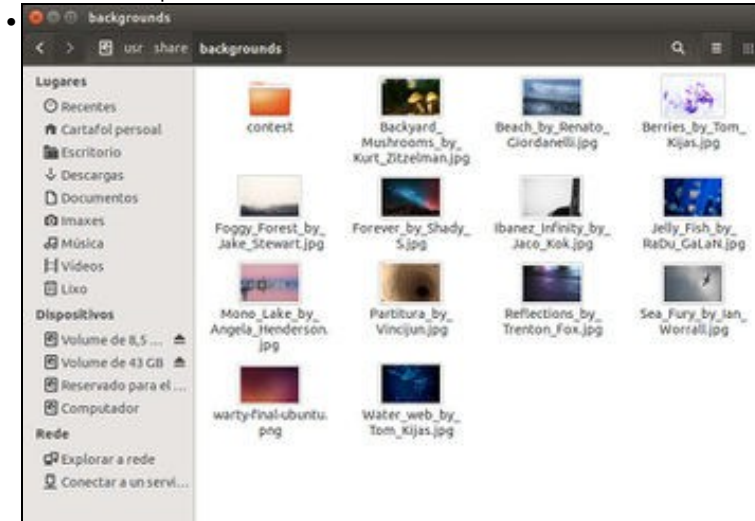 backgrounds
usr share backgrounds
Lugares
Recentes
Cartafol persoal
Escritorio
Descargas
Documentos
Imaxes
Música
Vídeos
Lixo
Dispositivos
Volume de 8,5 ...
Volume de 43 GB
Reservado para el ...
Computador
Rede
Explorar a rede
Conectar a un servi...
contest
Backyard_
Mushrooms_by_
Kurt_Zitzelman.jpg
Beach_by_Renato_
Giordanelli.jpg
Berries_by_Tom_
Kijas.jpg
Foggy_Forest_by_
Jake_Stewart.jpg
Forever_by_Shady_
S.jpg
Ibanez_Infinity_by_
Jaco_Kok.jpg
Jelly_Fish_by_
RaDu_GaLaN.jpg
Mono_Lake_by_
Angela_Henderson.
jpg
Partitura_by_
Vincijun.jpg
Reflections_by_
Trenton_Fox.jpg
Sea_Fury_by_Ian_
Worrall.jpg
warty-final-ubuntu.
png
Water_web_by_
Tom_Kijas.jpg